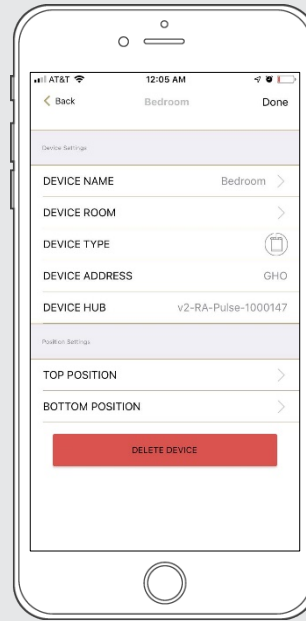 AT&T 12:05 AM
Back Bedroom Done
Device Settings
DEVICE NAME Bedroom
DEVICE ROOM
DEVICE TYPE
DEVICE ADDRESS GHO
DEVICE HUB v2-RA-Pulse-1000147
Position Settings
TOP POSITION
BOTTOM POSITION
DELETE DEVICE